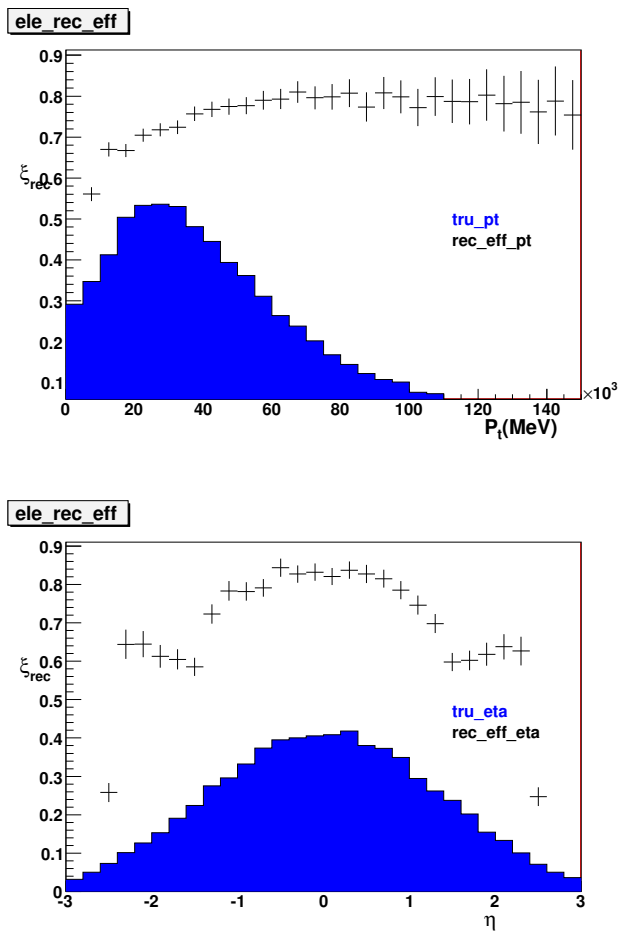 ele_rec_eff
0.9
0.8
0.7
0.6
ξrec
0.5
0.4
0.3
0.2
0.1
tru_pt
rec_eff_pt
0 20 40 60 80 100 120 140
×10³
Pt(MeV)
ele_rec_eff
0.9
0.8
0.7
0.6
ξrec
0.5
0.4
0.3
0.2
0.1
0
tru_eta
rec_eff_eta
-3 -2 -1 0 1 2 3
η